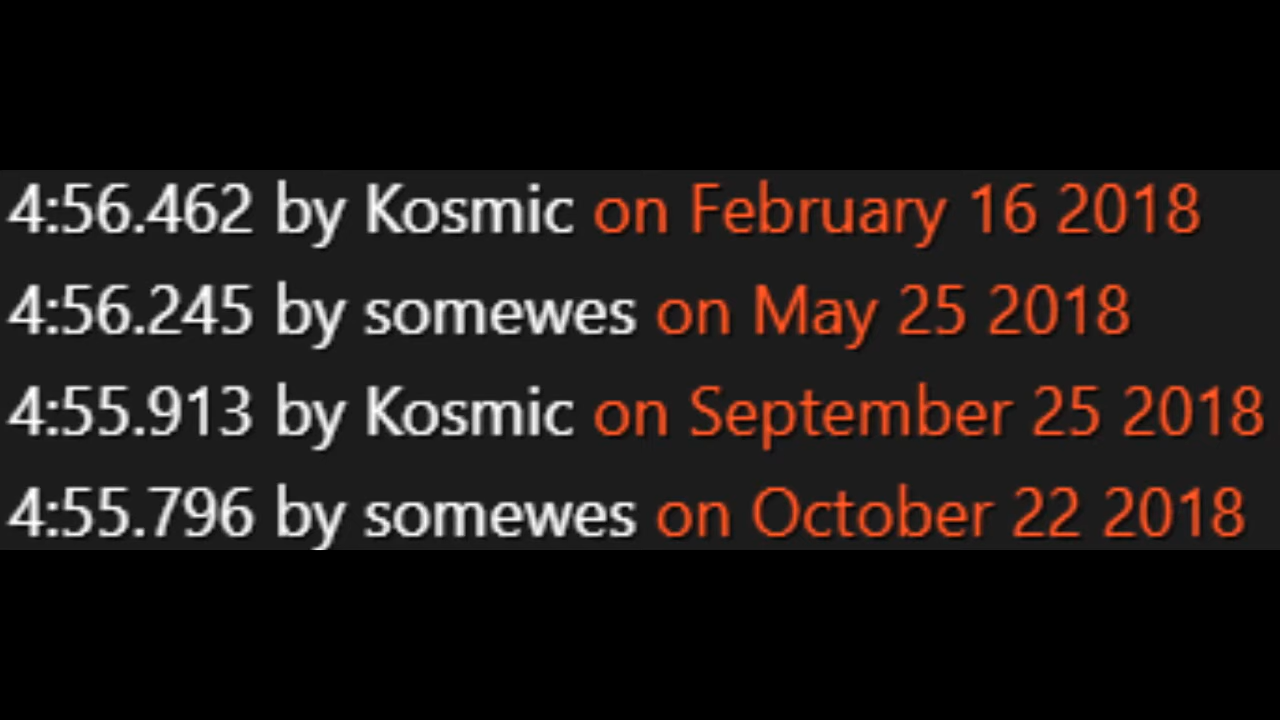 4:56.462 by Kosmic on February 16 2018
4:56.245 by somewes on May 25 2018
4:55.913 by Kosmic on September 25 2018
4:55.796 by somewes on October 22 2018